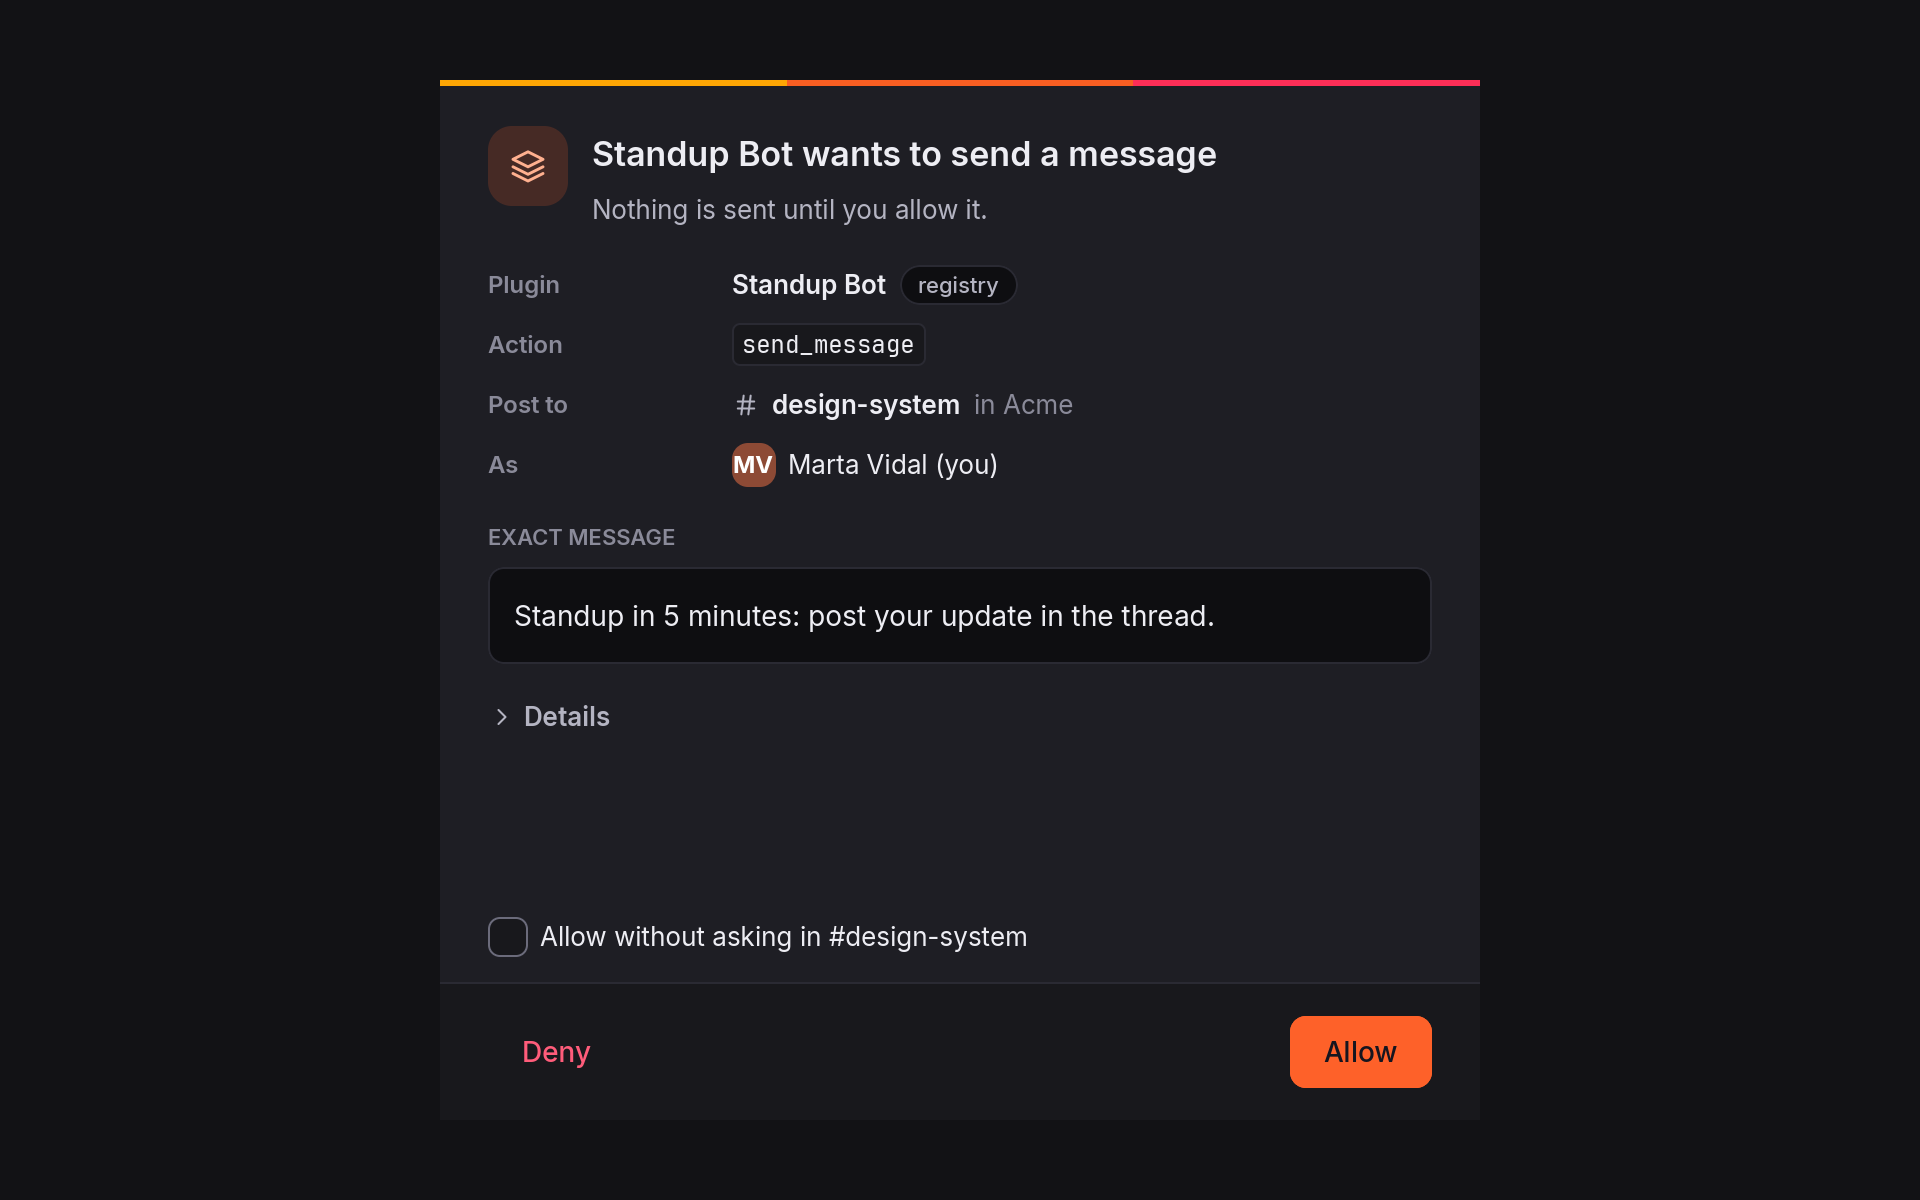 Standup Bot wants to send a message
Nothing is sent until you allow it.
Plugin Standup Bot registry
Action send_message
Post to # design-system in Acme
As MV Marta Vidal (you)
EXACT MESSAGE
Standup in 5 minutes: post your update in the thread.
Details
Allow without asking in #design-system
Deny Allow